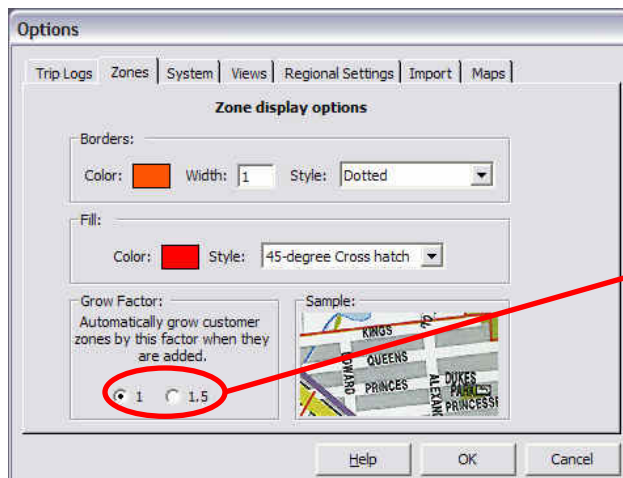 Options
Trip Logs Zones System Views Regional Settings Import Maps
Zone display options
Borders:
Color: Width: 1 Style: Dotted
Fill:
Color: Style: 45-degree Cross hatch
Grow Factor:
Automatically grow customer
zones by this factor when they
are added.
1 1.5
Sample:
KINGS
QUEENS
PRINCES
DUKES
Help OK Cancel